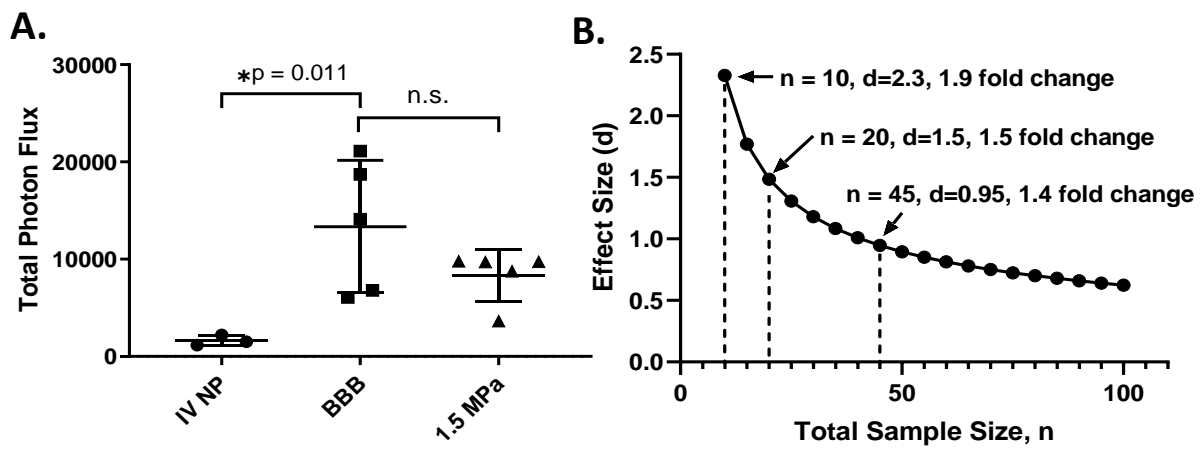 A.
Total Photon Flux
30000
20000
10000
0
*p = 0.011
n.s.
IV NP
BBB
1.5 MPa
B.
Effect Size (d)
2.5
2.0
1.5
1.0
0.5
0.0
n = 10, d=2.3, 1.9 fold change
n = 20, d=1.5, 1.5 fold change
n = 45, d=0.95, 1.4 fold change
0
50
100
Total Sample Size, n